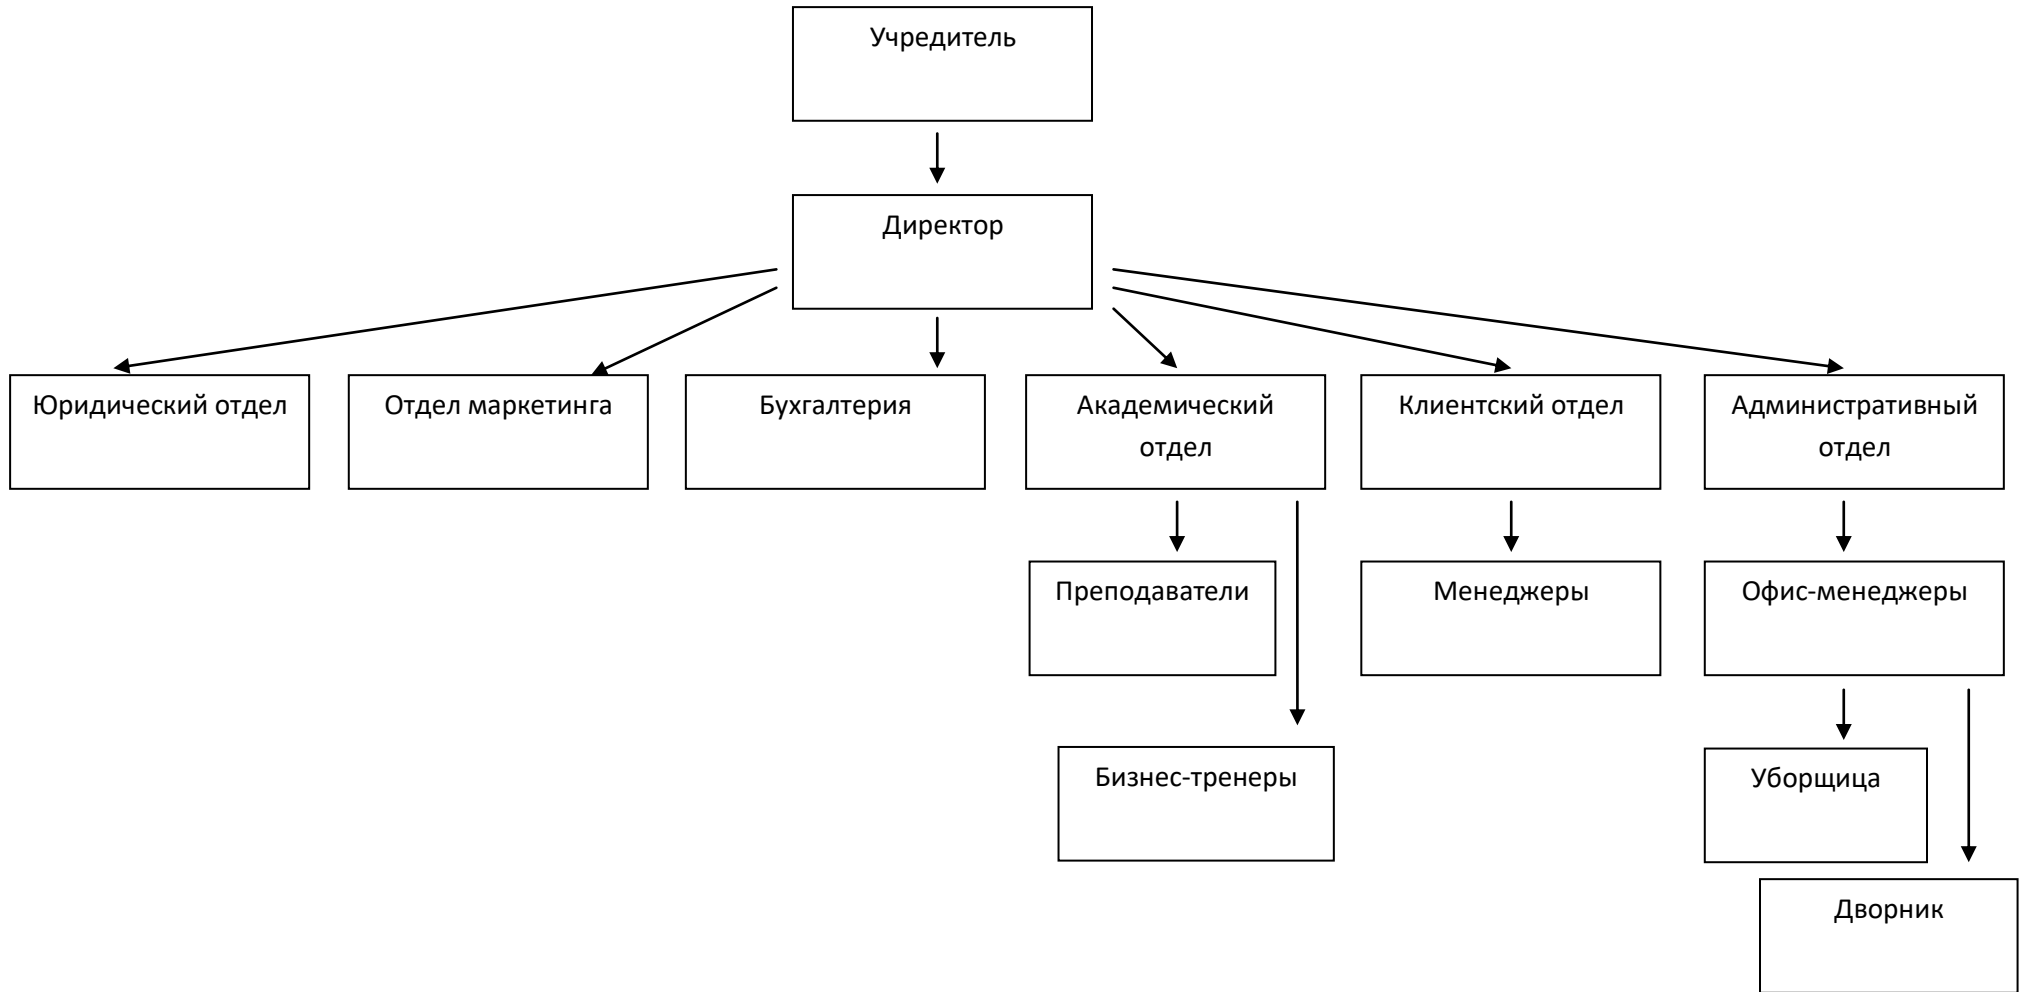 Учредитель
Директор
Юридический отдел
Отдел маркетинга
Бухгалтерия
Академический
отдел
Клиентский отдел
Административный
отдел
Преподаватели
Менеджеры
Офис-менеджеры
Бизнес-тренеры
Уборщица
Дворник